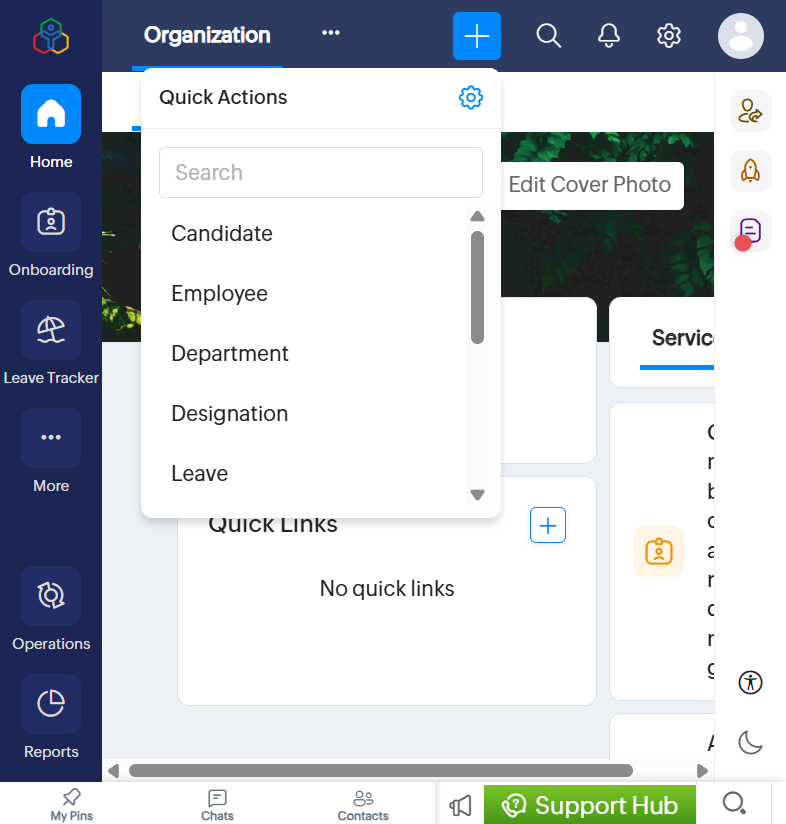 Organization
Quick Actions
Search
Edit Cover Photo
Candidate
Employee
Department
Designation
Leave
Home
Onboarding
Leave Tracker
More
Operations
Reports
Quick Links
No quick links
My Pins
Chats
Contacts
Support Hub